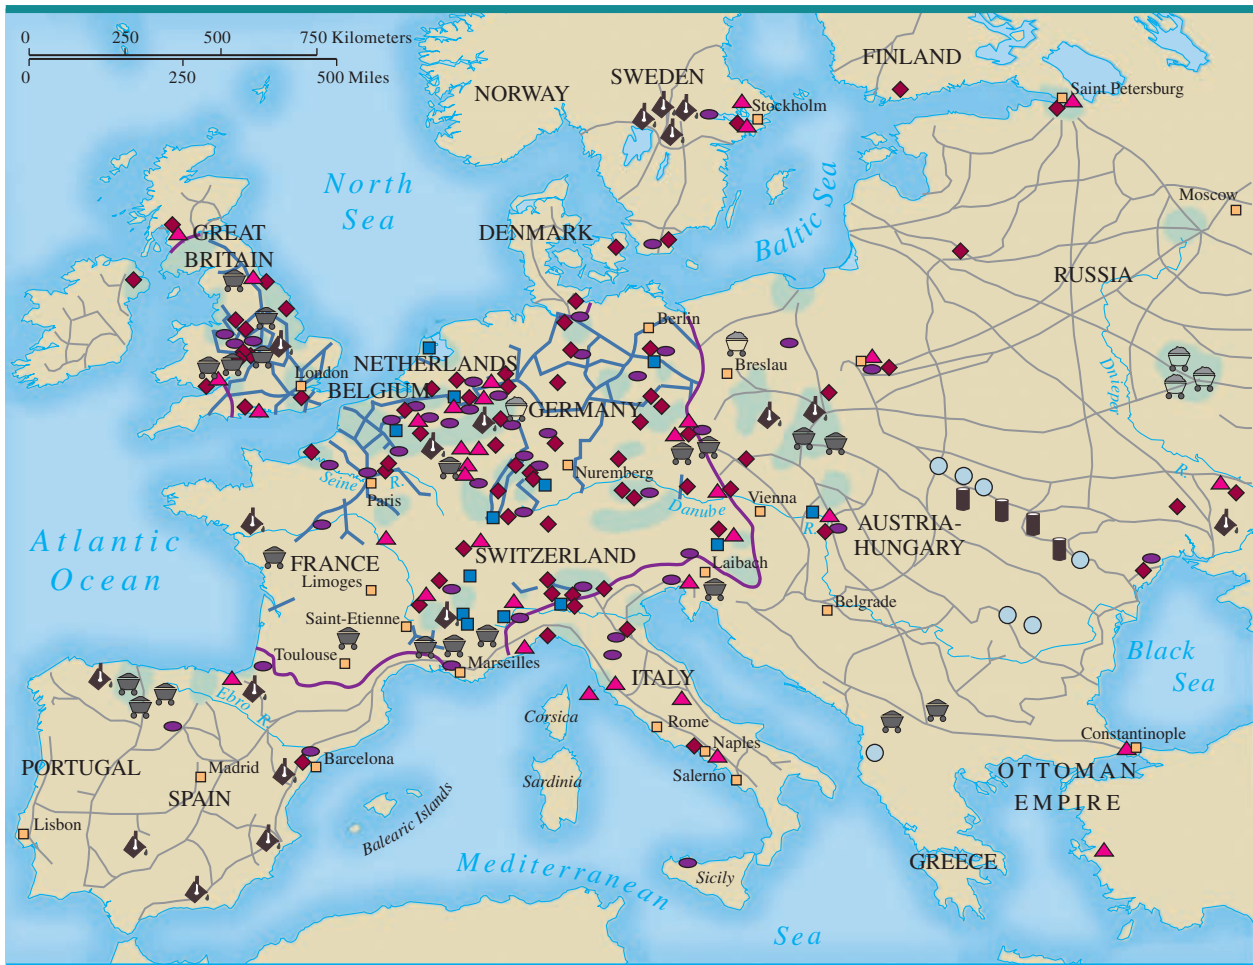 0 250 500 750 Kilometers
0 250 500 Miles
FINLAND
SWEDEN
NORWAY
Saint Petersburg
Stockholm
North
Sea
Baltic Sea
Moscow
GREAT
BRITAIN
DENMARK
RUSSIA
Berlin
NETHERLANDS
London
BELGIUM
Breslau
GERMANY
Dnieper
R.
Nuremberg
Seine R.
Paris
Danube
R.
Vienna
Atlantic
Ocean
AUSTRIA-
HUNGARY
FRANCE
SWITZERLAND
Limoges
Laibach
Belgrade
Saint-Etienne
Toulouse
Marseilles
Black
Sea
Ebro R.
ITALY
Corsica
Rome
Constantinople
Naples
PORTUGAL
Madrid
Barcelona
Salerno
OTTOMAN
EMPIRE
SPAIN
Sardinia
Lisbon
Balearic Islands
Mediterranean
Sea
Sicily
GREECE